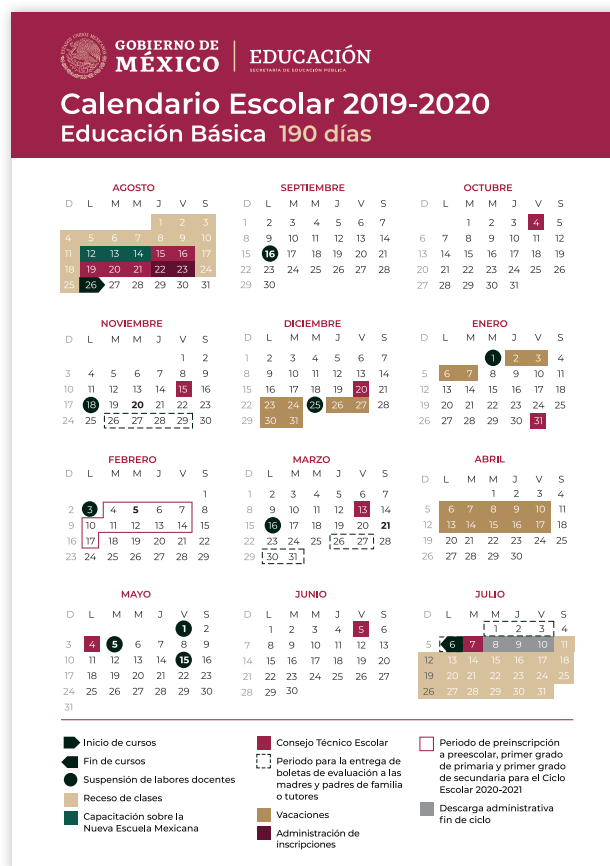 ESTADOS UNIDOS MEXICANOS
GOBIERNO DE
MÉXICO
EDUCACIÓN
SECRETARÍA DE EDUCACIÓN PÚBLICA
Calendario Escolar 2019-2020
Educación Básica 190 días
AGOSTO
D L M M J V S
1 2 3
4 5 6 7 8 9 10
11 12 13 14 15 16 17
18 19 20 21 22 23 24
25 26 27 28 29 30 31
SEPTIEMBRE
D L M M J V S
1 2 3 4 5 6 7
8 9 10 11 12 13 14
15 16 17 18 19 20 21
22 23 24 25 26 27 28
29 30
OCTUBRE
D L M M J V S
1 2 3 4 5
6 7 8 9 10 11 12
13 14 15 16 17 18 19
20 21 22 23 24 25 26
27 28 29 30 31
NOVIEMBRE
D L M M J V S
1 2
3 4 5 6 7 8 9
10 11 12 13 14 15 16
17 18 19 20 21 22 23
24 25 26 27 28 29 30
DICIEMBRE
D L M M J V S
1 2 3 4 5 6 7
8 9 10 11 12 13 14
15 16 17 18 19 20 21
22 23 24 25 26 27 28
29 30 31
ENERO
D L M M J V S
1 2 3 4
5 6 7 8 9 10 11
12 13 14 15 16 17 18
19 20 21 22 23 24 25
26 27 28 29 30 31
FEBRERO
D L M M J V S
1
2 3 4 5 6 7 8
9 10 11 12 13 14 15
16 17 18 19 20 21 22
23 24 25 26 27 28 29
MARZO
D L M M J V S
1 2 3 4 5 6 7
8 9 10 11 12 13 14
15 16 17 18 19 20 21
22 23 24 25 26 27 28
29 30 31
ABRIL
D L M M J V S
1 2 3 4
5 6 7 8 9 10 11
12 13 14 15 16 17 18
19 20 21 22 23 24 25
26 27 28 29 30
MAYO
D L M M J V S
1 2
3 4 5 6 7 8 9
10 11 12 13 14 15 16
17 18 19 20 21 22 23
24 25 26 27 28 29 30
31
JUNIO
D L M M J V S
1 2 3 4 5 6
7 8 9 10 11 12 13
14 15 16 17 18 19 20
21 22 23 24 25 26 27
28 29 30
JULIO
D L M M J V S
1 2 3 4
5 6 7 8 9 10 11
12 13 14 15 16 17 18
19 20 21 22 23 24 25
26 27 28 29 30 31
Inicio de cursos
Fin de cursos
Suspensión de labores docentes
Receso de clases
Capacitación sobre la
Nueva Escuela Mexicana
Consejo Técnico Escolar
Periodo para la entrega de
boletas de evaluación a las
madres y padres de familia
o tutores
Vacaciones
Administración de
inscripciones
Periodo de preinscripción
a preescolar, primer grado
de primaria y primer grado
de secundaria para el Ciclo
Escolar 2020-2021
Descarga administrativa
fin de ciclo